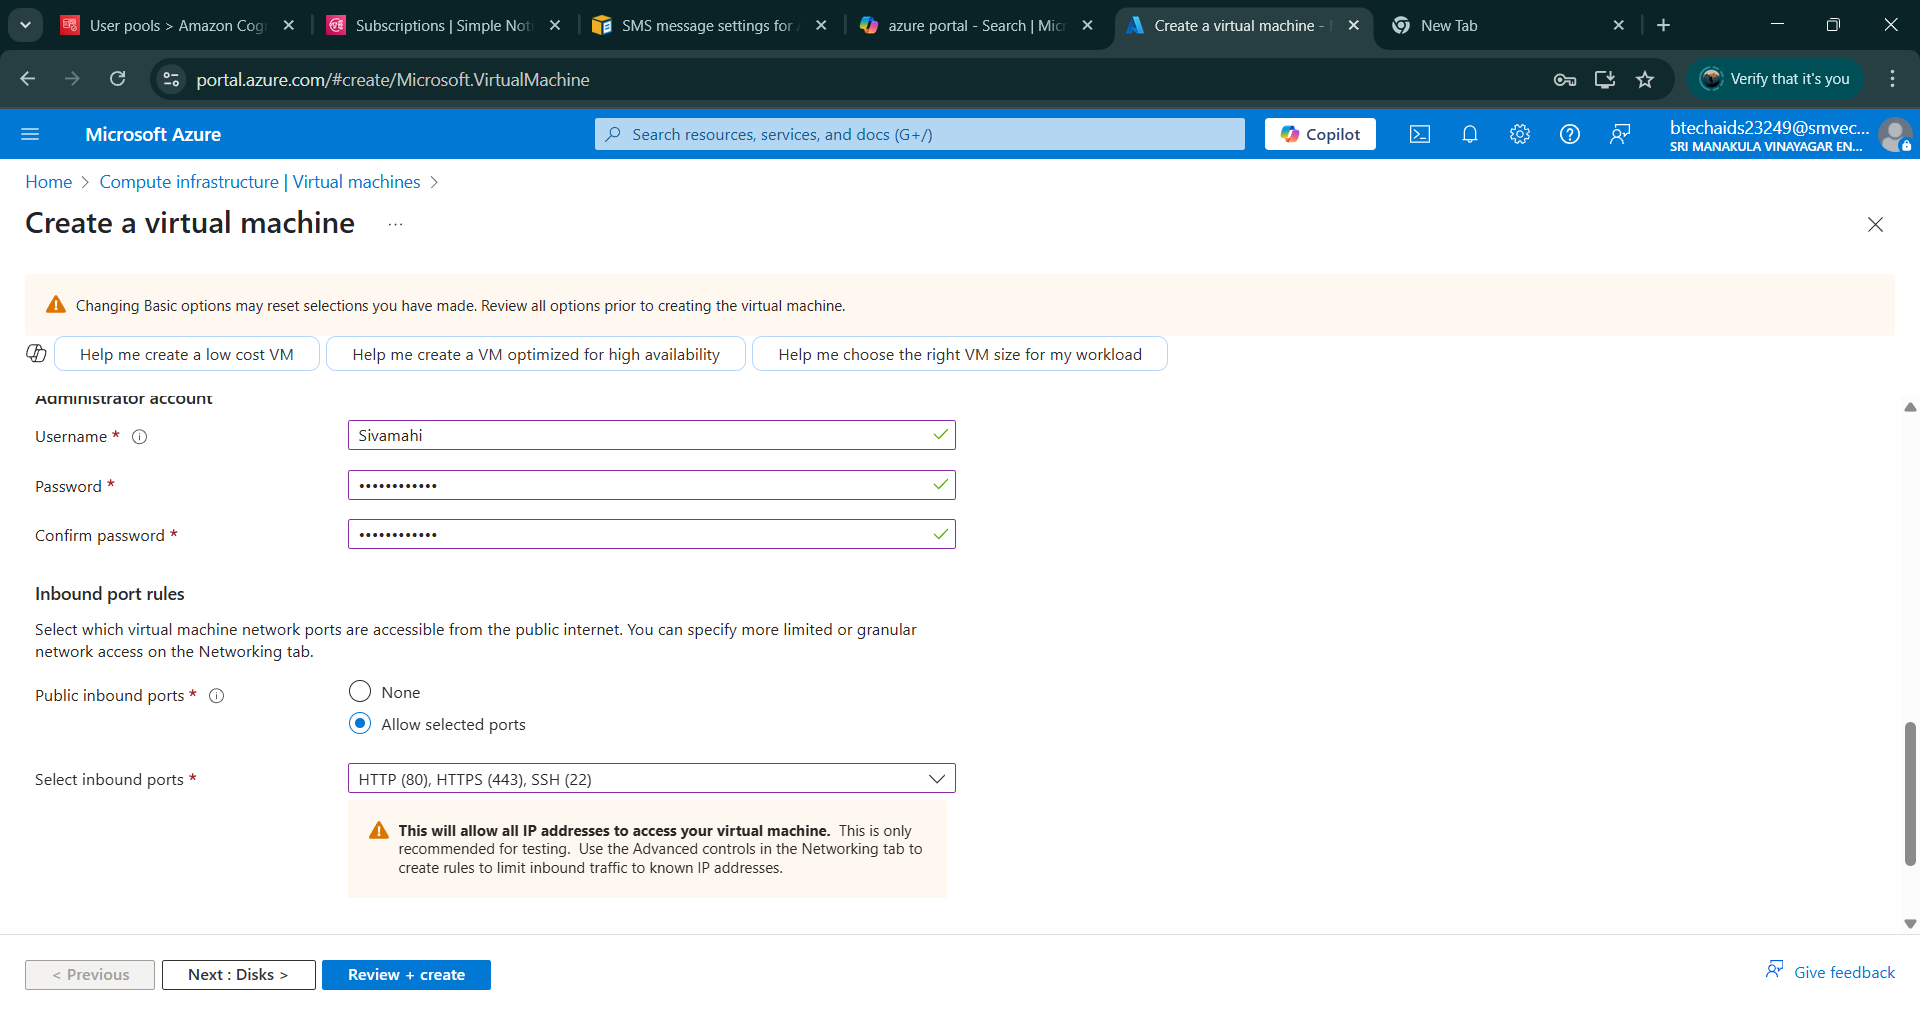 User pools > Amazon Cog
Subscriptions | Simple Noti
SMS message settings for A
azure portal - Search | Micr
Create a virtual machine -
New Tab
portal.azure.com/#create/Microsoft.VirtualMachine
Verify that it's you
Microsoft Azure
Search resources, services, and docs (G+/)
Copilot
btechaids23249@smvec...
SRI MANAKULA VINAYAGAR EN...
Home > Compute infrastructure | Virtual machines >
Create a virtual machine ...
Changing Basic options may reset selections you have made. Review all options prior to creating the virtual machine.
Help me create a low cost VM
Help me create a VM optimized for high availability
Help me choose the right VM size for my workload
Administrator account
Username *
Sivamahi
Password *
••••••••••••
Confirm password *
••••••••••••
Inbound port rules
Select which virtual machine network ports are accessible from the public internet. You can specify more limited or granular
network access on the Networking tab.
Public inbound ports *
None
Allow selected ports
Select inbound ports *
HTTP (80), HTTPS (443), SSH (22)
This will allow all IP addresses to access your virtual machine. This is only
recommended for testing. Use the Advanced controls in the Networking tab to
create rules to limit inbound traffic to known IP addresses.
< Previous
Next : Disks >
Review + create
Give feedback